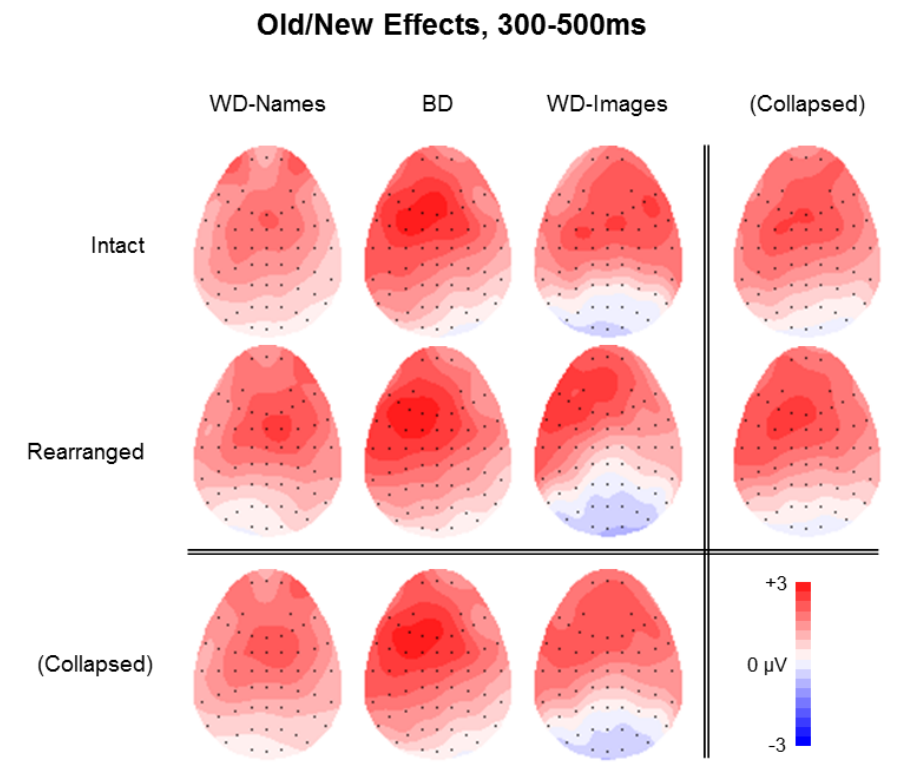 Old/New Effects, 300-500ms
WD-Names BD WD-Images (Collapsed)
Intact
Rearranged
(Collapsed)
+3
0 µV
-3